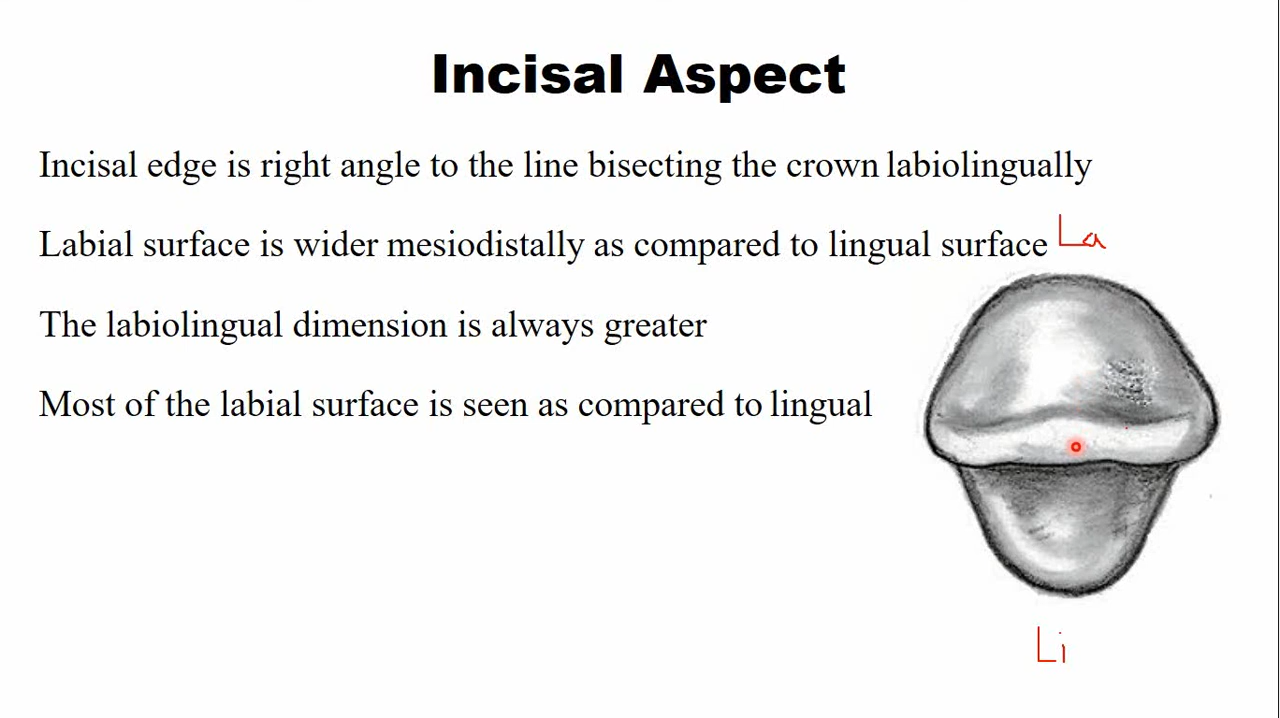 Incisal Aspect
Incisal edge is right angle to the line bisecting the crown labiolingually
Labial surface is wider mesiodistally as compared to lingual surface
La
The labiolingual dimension is always greater
Most of the labial surface is seen as compared to lingual
Li